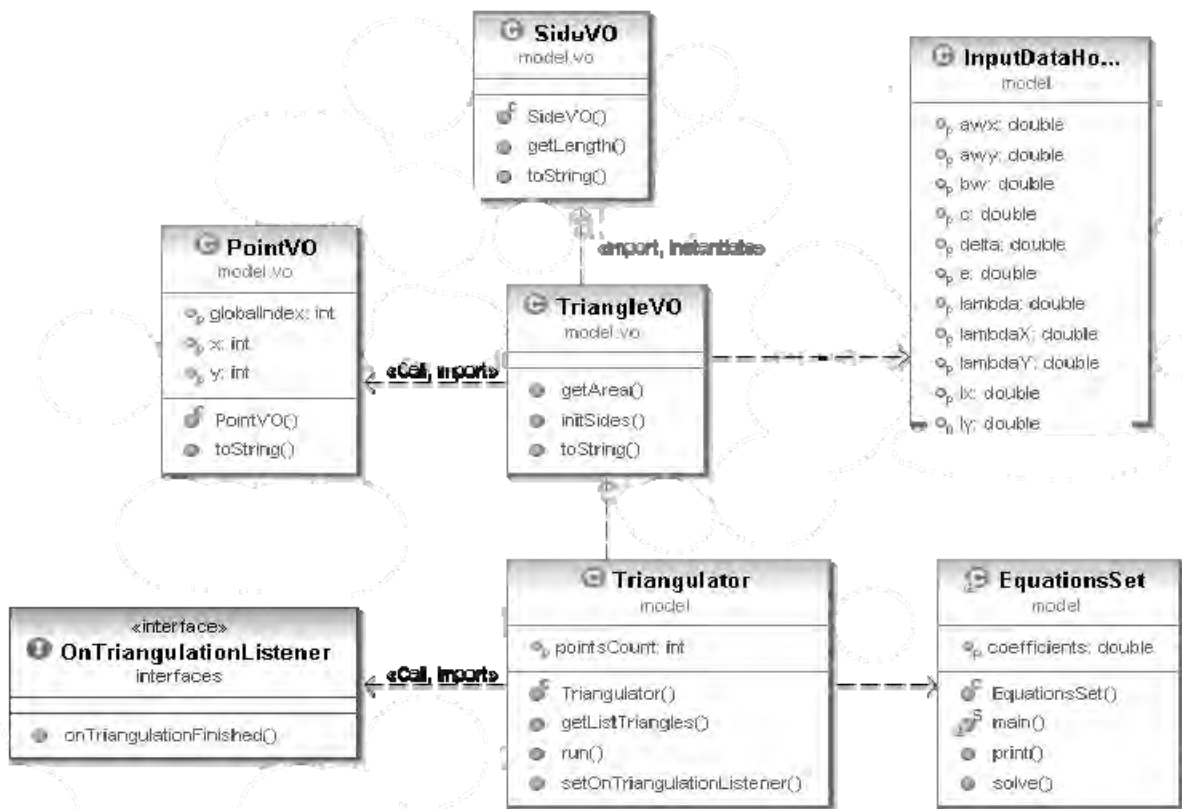 SideVO
model.vo
SideVO()
getLength()
toString()
InputDataHo...
model
awx: double
awy: double
bw: double
c: double
delta: double
e: double
lambda: double
lambdaX: double
lambdaY: double
lx: double
ly: double
«Import, Instantiate»
PointVO
model.vo
globalIndex: int
x: int
y: int
PointVO()
toString()
«Call, Import»
TriangleVO
model.vo
getArea()
initSides()
toString()
«interface»
OnTriangulationListener
interfaces
onTriangulationFinished()
«Call, Import»
Triangulator
model
pointsCount: int
Triangulator()
getListTriangles()
run()
setOnTriangulationListener()
EquationsSet
model
coefficients: double
EquationsSet()
main()
print()
solve()